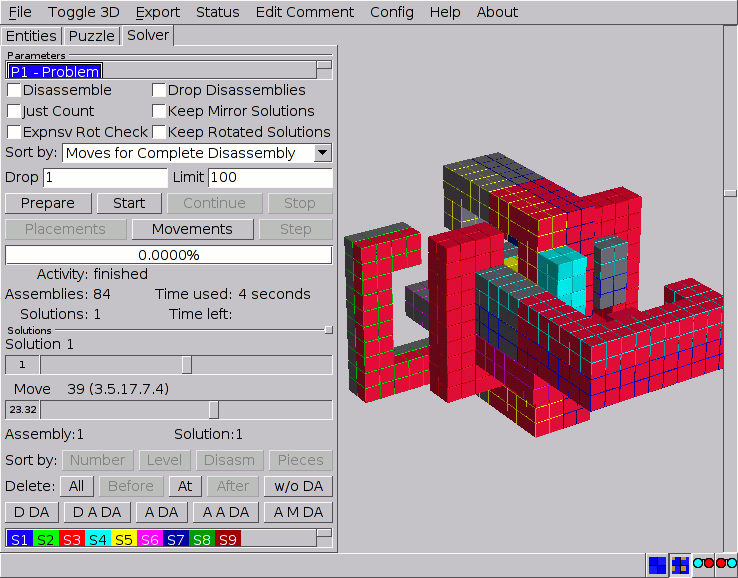 File Toggle 3D Export Status Edit Comment Config Help About
Entities Puzzle Solver
Parameters
P1 - Problem
Disassemble Drop Disassemblies
Just Count Keep Mirror Solutions
Expnsv Rot Check Keep Rotated Solutions
Sort by: Moves for Complete Disassembly
Drop 1 Limit 100
Prepare Start Continue Stop
Placements Movements Step
0.0000%
Activity: finished
Assemblies: 84 Time used: 4 seconds
Solutions: 1 Time left:
Solutions
Solution 1
1
Move 39 (3.5.17.7.4)
23.32
Assembly:1 Solution:1
Sort by: Number Level Disasm Pieces
Delete: All Before At After w/o DA
D DA D A DA A DA A A DA A M DA
S1 S2 S3 S4 S5 S6 S7 S8 S9